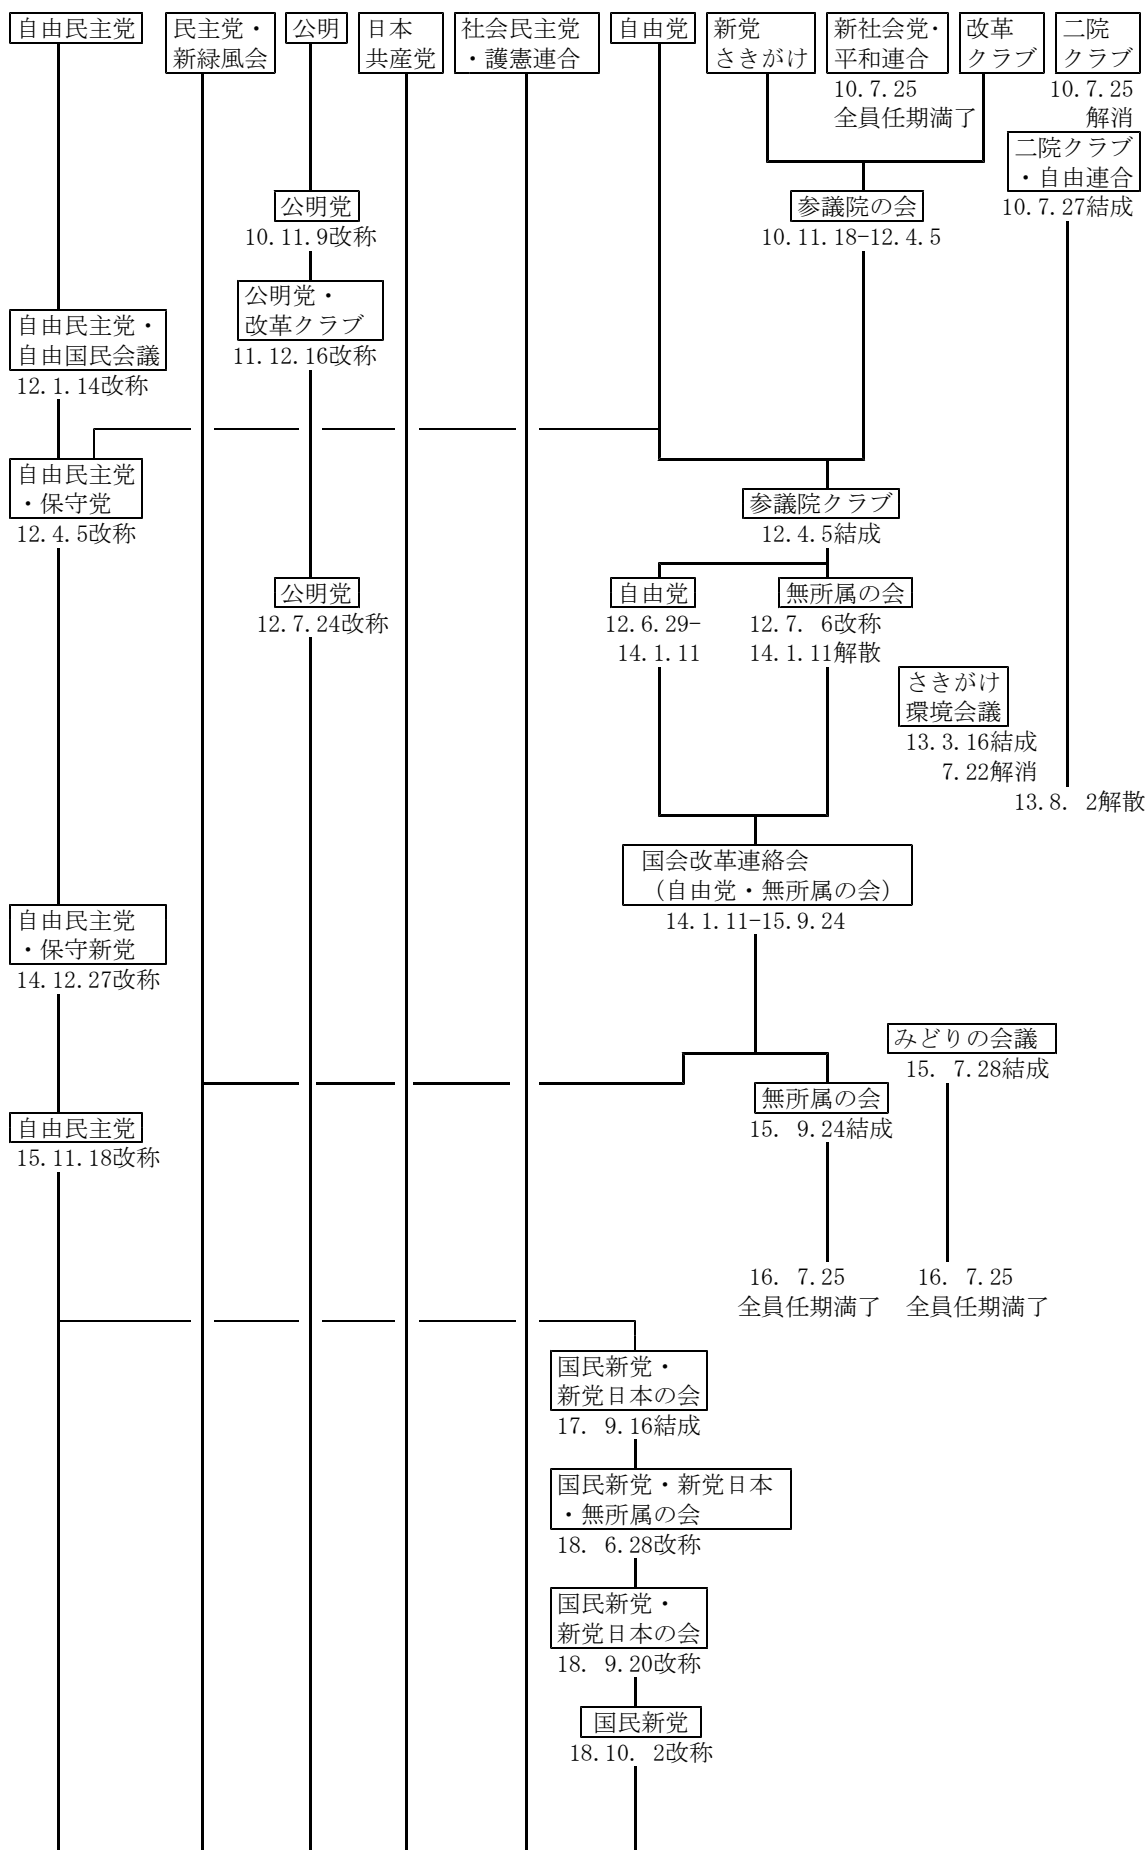 自由民主党
民主党・
新緑風会
公明
日本
共産党
社会民主党
・護憲連合
自由党
新党
さきがけ
新社会党・
平和連合
10.7.25
全員任期満了
改革
クラブ
二院
クラブ
10.7.25
解消
二院クラブ
・自由連合
10.7.27結成
公明党
10.11.9改称
参議院の会
10.11.18-12.4.5
公明党・
改革クラブ
11.12.16改称
自由民主党・
自由国民会議
12.1.14改称
自由民主党
・保守党
12.4.5改称
参議院クラブ
12.4.5結成
公明党
12.7.24改称
自由党
12.6.29-
14.1.11
無所属の会
12.7. 6改称
14.1.11解散
さきがけ
環境会議
13.3.16結成
7.22解消
13.8. 2解散
国会改革連絡会
(自由党・無所属の会)
14.1.11-15.9.24
自由民主党
・保守新党
14.12.27改称
みどりの会議
15. 7.28結成
無所属の会
15. 9.24結成
自由民主党
15.11.18改称
16. 7.25
全員任期満了
16. 7.25
全員任期満了
国民新党・
新党日本の会
17. 9.16結成
国民新党・新党日本
・無所属の会
18. 6.28改称
国民新党・
新党日本の会
18. 9.20改称
国民新党
18.10. 2改称